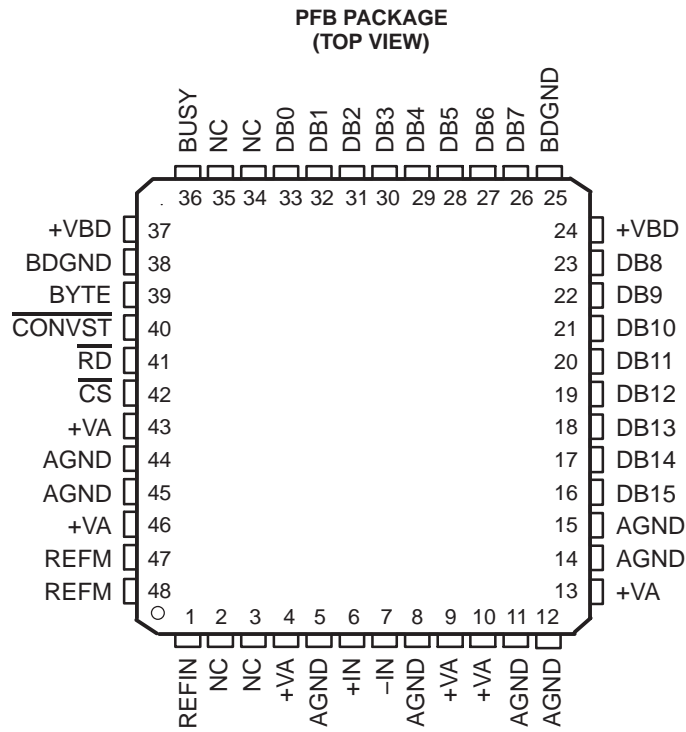 PFB PACKAGE
(TOP VIEW)
BUSY NC NC DB0 DB1 DB2 DB3 DB4 DB5 DB6 DB7 BDGND
36 35 34 33 32 31 30 29 28 27 26 25
+VBD 37 24 +VBD
BDGND 38 23 DB8
BYTE 39 22 DB9
CONVST 40 21 DB10
RD 41 20 DB11
CS 42 19 DB12
+VA 43 18 DB13
AGND 44 17 DB14
AGND 45 16 DB15
+VA 46 15 AGND
REFM 47 14 AGND
REFM 48 13 +VA
1 2 3 4 5 6 7 8 9 10 11 12
REFIN NC NC +VA AGND +IN −IN AGND +VA +VA AGND AGND